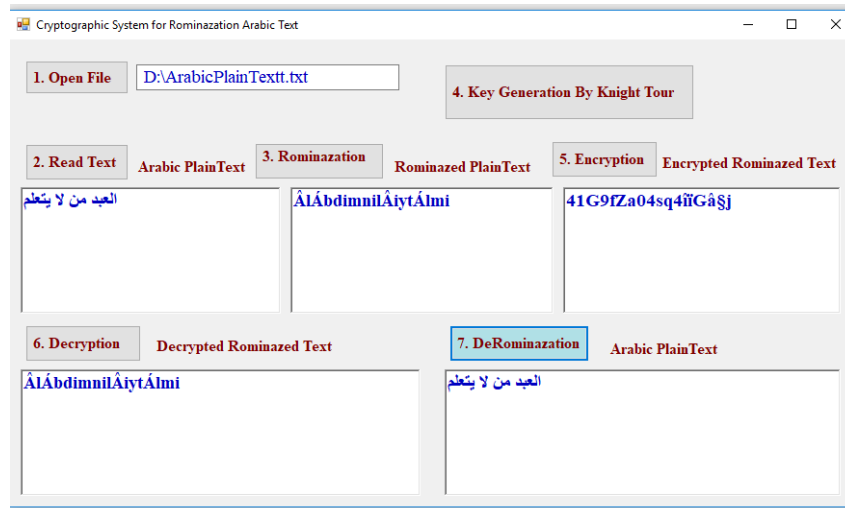 Cryptographic System for Rominazation Arabic Text
1. Open File
D:\ArabicPlainTextt.txt
4. Key Generation By Knight Tour
2. Read Text
Arabic PlainText
3. Rominazation
Rominazed PlainText
5. Encryption
Encrypted Rominazed Text
العبد من لا يتعلم
ÂlÁbdimnilÂiytÁlmi
41G9fZa04sq4îïGâ§j
6. Decryption
Decrypted Rominazed Text
7. DeRominazation
Arabic PlainText
ÂlÁbdimnilÂiytÁlmi
العبد من لا يتعلم